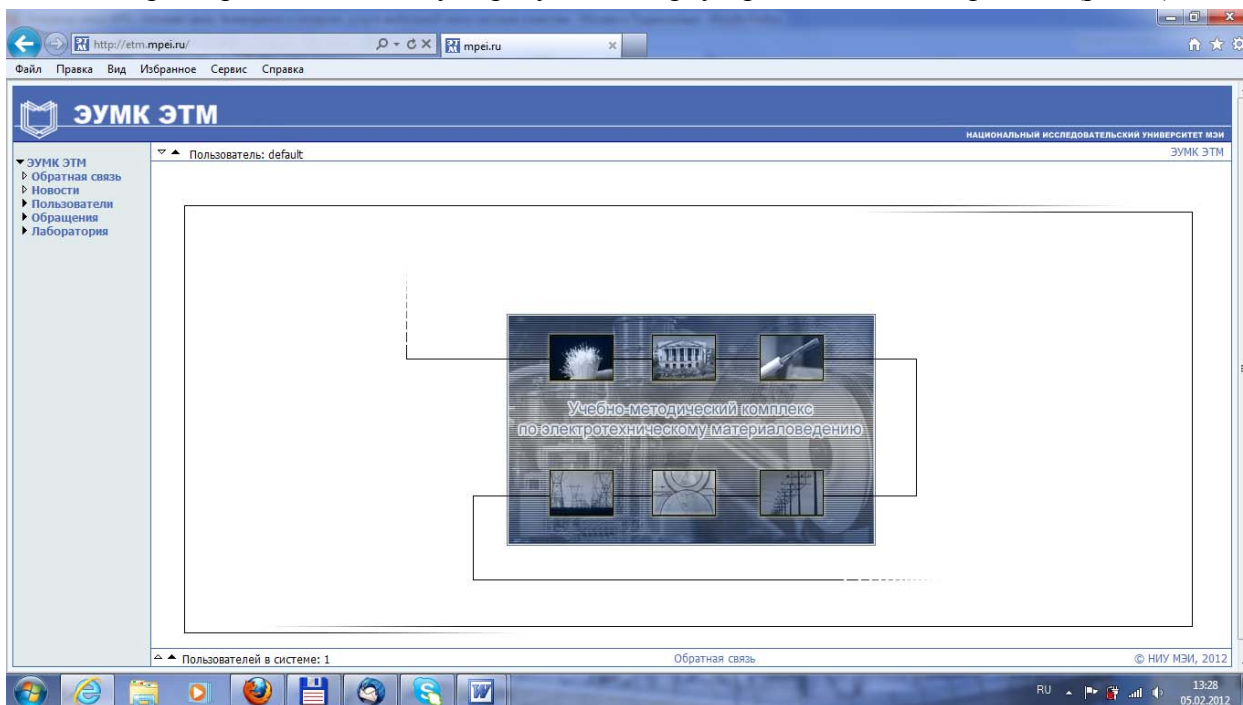 http://etm.mpei.ru/
mpei.ru
Файл Правка Вид Избранное Сервис Справка
ЭУМК ЭТМ
НАЦИОНАЛЬНЫЙ ИССЛЕДОВАТЕЛЬСКИЙ УНИВЕРСИТЕТ МЭИ
ЭУМК ЭТМ
Обратная связь
Новости
Пользователи
Обращения
Лаборатория
Пользователь: default
ЭУМК ЭТМ
Учебно-методический комплекс
по электротехническому материаловедению
Пользователей в системе: 1
Обратная связь
© НИУ МЭИ, 2012
RU
13:28
05.02.2012